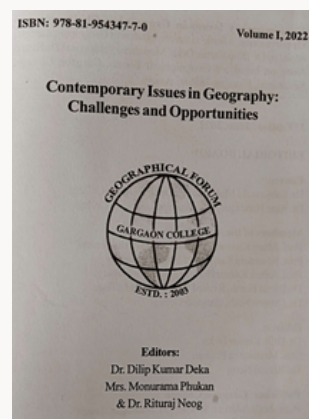 ISBN: 978-81-954347-7-0
Volume I, 2022
Contemporary Issues in Geography:
Challenges and Opportunities
GEOGRAPHICAL FORUM
GARGAON COLLEGE
ESTD. : 2003
Editors:
Dr. Dilip Kumar Deka
Mrs. Monurama Phukan
& Dr. Rituraj Neog